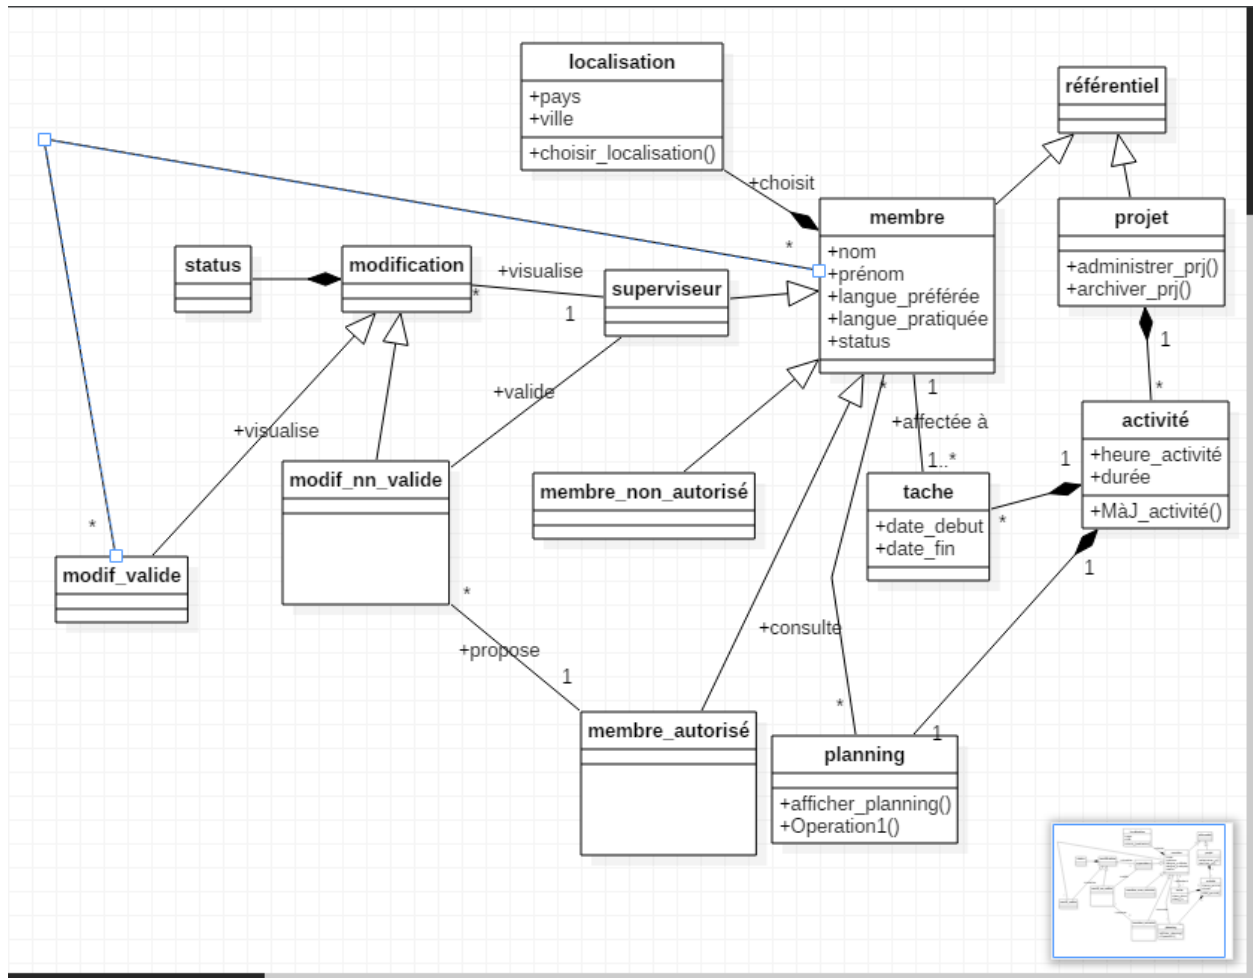 localisation
+pays
+ville
+choisir_localisation()
référentiel
+choisit
*
membre
+nom
+prénom
+langue_préférée
+langue_pratiquée
+status
projet
+administrer_prj()
+archiver_prj()
status
modification
*
+visualise
1
superviseur
1
*
+valide
*
1
+affectée à
1..*
activité
+heure_activité
+durée
+MàJ_activité()
+visualise
modif_nn_valide
membre_non_autorisé
tache
+date_debut
+date_fin
1
*
*
modif_valide
1
*
+propose
1
+consulte
*
membre_autorisé
1
planning
+afficher_planning()
+Operation1()